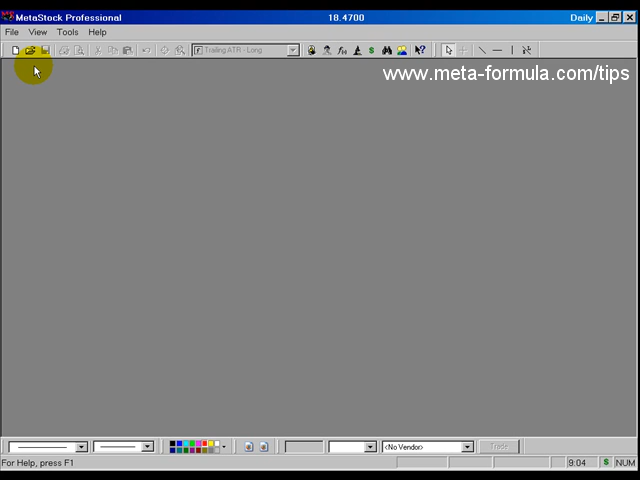 MetaStock Professional 18.4700 Daily
File View Tools Help
Trailing ATR - Long
www.meta-formula.com/tips
<No Vendor> Trade
For Help, press F1 9:04 $ NUM